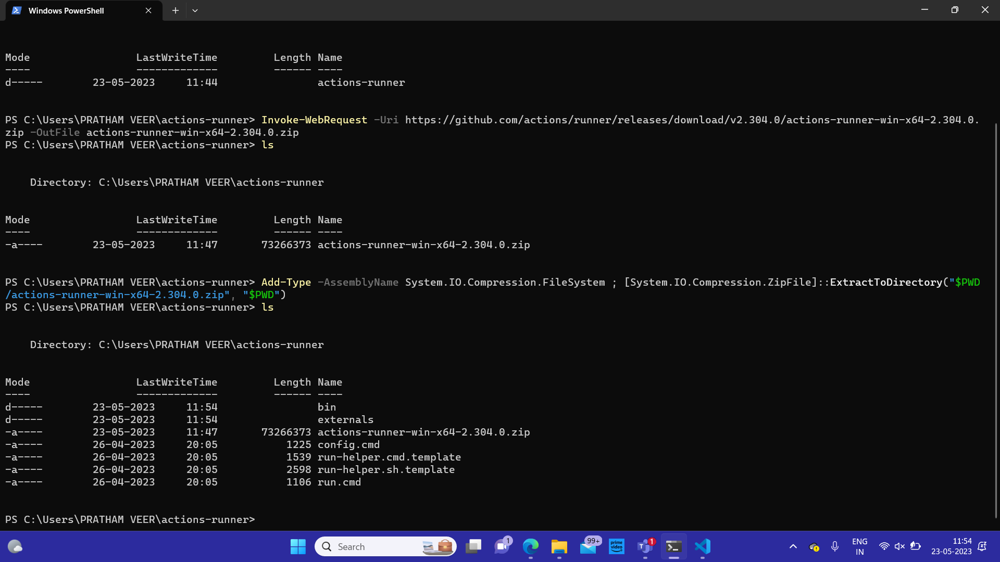 Windows PowerShell
Mode                 LastWriteTime         Length Name
----                 -------------         ------ ----
d-----        23-05-2023     11:44                actions-runner
PS C:\Users\PRATHAM VEER\actions-runner> Invoke-WebRequest -Uri https://github.com/actions/runner/releases/download/v2.304.0/actions-runner-win-x64-2.304.0.
zip -OutFile actions-runner-win-x64-2.304.0.zip
PS C:\Users\PRATHAM VEER\actions-runner> ls
    Directory: C:\Users\PRATHAM VEER\actions-runner
Mode                 LastWriteTime         Length Name
----                 -------------         ------ ----
-a----        23-05-2023     11:47       73266373 actions-runner-win-x64-2.304.0.zip
PS C:\Users\PRATHAM VEER\actions-runner> Add-Type -AssemblyName System.IO.Compression.FileSystem ; [System.IO.Compression.ZipFile]::ExtractToDirectory("$PWD
/actions-runner-win-x64-2.304.0.zip", "$PWD")
PS C:\Users\PRATHAM VEER\actions-runner> ls
    Directory: C:\Users\PRATHAM VEER\actions-runner
Mode                 LastWriteTime         Length Name
----                 -------------         ------ ----
d-----        23-05-2023     11:54                bin
d-----        23-05-2023     11:54                externals
-a----        23-05-2023     11:47       73266373 actions-runner-win-x64-2.304.0.zip
-a----        26-04-2023     20:05           1225 config.cmd
-a----        26-04-2023     20:05           1539 run-helper.cmd.template
-a----        26-04-2023     20:05           2598 run-helper.sh.template
-a----        26-04-2023     20:05           1106 run.cmd
PS C:\Users\PRATHAM VEER\actions-runner>
Search
1
99+
prime video
T
1
ENG
IN
11:54
23-05-2023